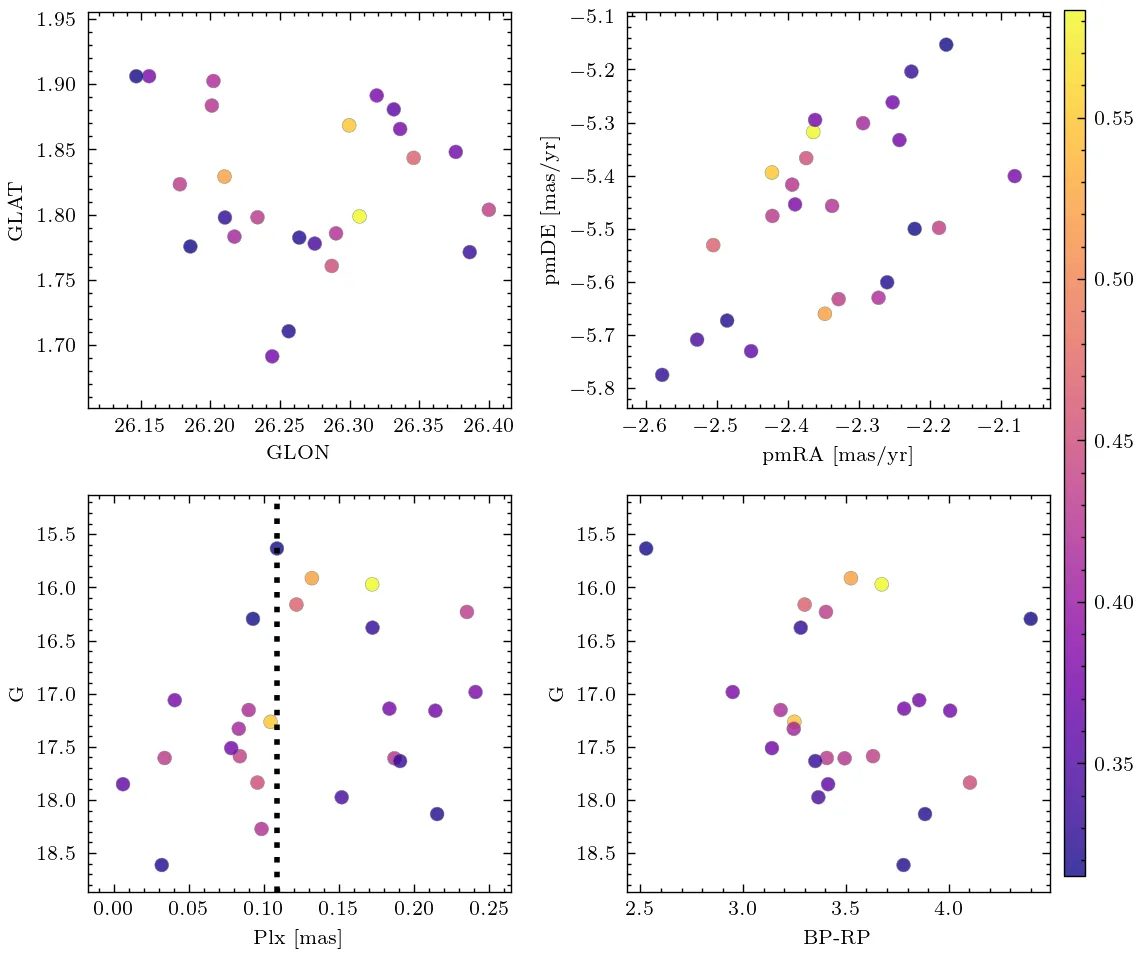 1.95
1.90
1.85
1.80
1.75
1.70
GLAT
26.15 26.20 26.25 26.30 26.35 26.40
GLON
−5.1
−5.2
−5.3
−5.4
−5.5
−5.6
−5.7
−5.8
pmDE [mas/yr]
−2.6 −2.5 −2.4 −2.3 −2.2 −2.1
pmRA [mas/yr]
0.55
0.50
0.45
0.40
0.35
15.5
16.0
16.5
17.0
17.5
18.0
18.5
G
0.00 0.05 0.10 0.15 0.20 0.25
Plx [mas]
15.5
16.0
16.5
17.0
17.5
18.0
18.5
G
2.5 3.0 3.5 4.0
BP-RP